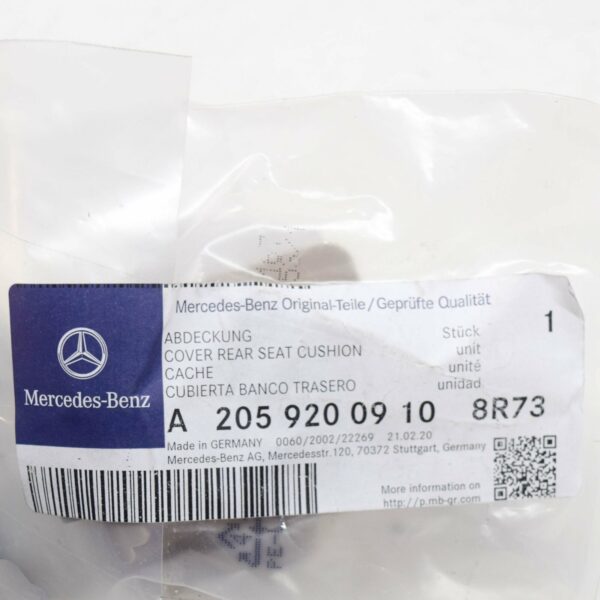 Mercedes-Benz Original-Teile/Geprüfte Qualität
Mercedes-Benz
ABDECKUNG
COVER REAR SEAT CUSHION
CACHE
CUBIERTA BANCO TRASERO
Stück
unit
unité
unidad
1
A 205 920 09 10 8R73
Made in GERMANY 0060/2002/22269 21.02.20
Mercedes-Benz AG, Mercedesstr.120, 70372 Stuttgart, Germany
More information on
http://p.mb-gr.com